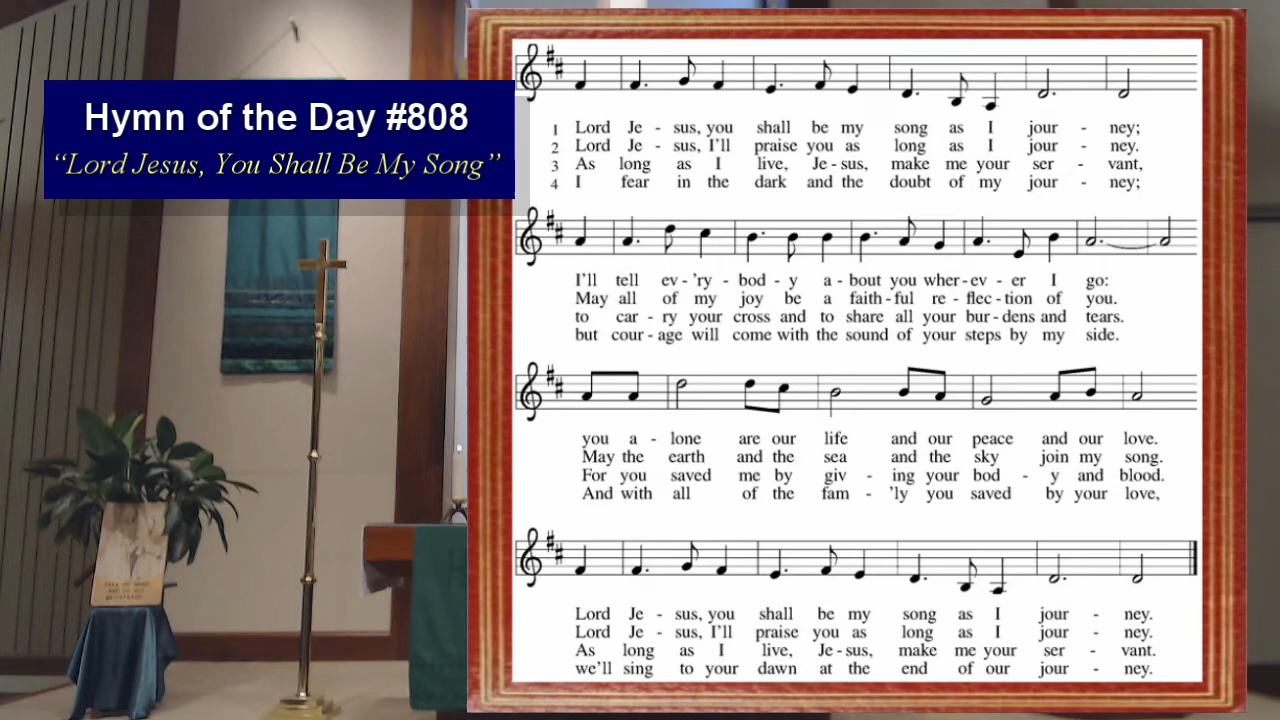 Hymn of the Day #808
“Lord Jesus, You Shall Be My Song”
1 Lord Je - sus, you shall be my song as I jour - ney;
2 Lord Je - sus, I’ll praise you as long as I jour - ney.
3 As long as I live, Je - sus, make me your ser - vant,
4 I fear in the dark and the doubt of my jour - ney;
I’ll tell ev - ’ry - bod - y a - bout you wher - ev - er I go:
May all of my joy be a faith - ful re - flec - tion of you.
to car - ry your cross and to share all your bur - dens and tears.
but cour - age will come with the sound of your steps by my side.
you a - lone are our life and our peace and our love.
May the earth and the sea and the sky join my song.
For you saved me by giv - ing your bod - y and blood.
And with all of the fam - ’ly you saved by your love,
Lord Je - sus, you shall be my song as I jour - ney.
Lord Je - sus, I’ll praise you as long as I jour - ney.
As long as I live, Je - sus, make me your ser - vant.
we’ll sing to your dawn at the end of our jour - ney.